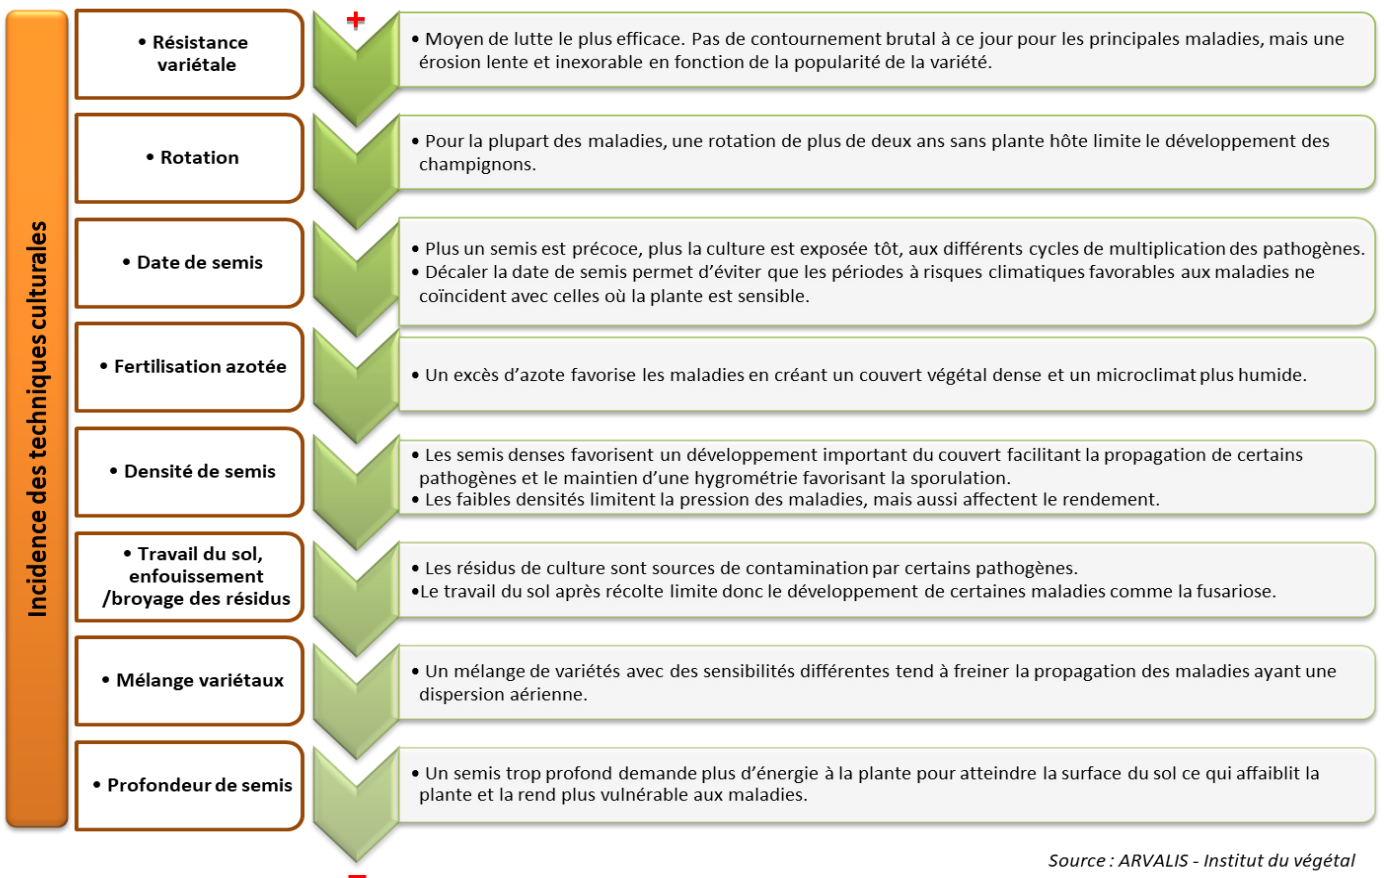 Incidence des techniques culturales
+
• Résistance
variétale
• Moyen de lutte le plus efficace. Pas de contournement brutal à ce jour pour les principales maladies, mais une
érosion lente et inexorable en fonction de la popularité de la variété.
• Rotation
• Pour la plupart des maladies, une rotation de plus de deux ans sans plante hôte limite le développement des
champignons.
• Date de semis
• Plus un semis est précoce, plus la culture est exposée tôt, aux différents cycles de multiplication des pathogènes.
• Décaler la date de semis permet d’éviter que les périodes à risques climatiques favorables aux maladies ne
coïncident avec celles où la plante est sensible.
• Fertilisation azotée
• Un excès d’azote favorise les maladies en créant un couvert végétal dense et un microclimat plus humide.
• Densité de semis
• Les semis denses favorisent un développement important du couvert facilitant la propagation de certains
pathogènes et le maintien d’une hygrométrie favorisant la sporulation.
• Les faibles densités limitent la pression des maladies, mais aussi affectent le rendement.
• Travail du sol,
enfouissement
/broyage des résidus
• Les résidus de culture sont sources de contamination par certains pathogènes.
•Le travail du sol après récolte limite donc le développement de certaines maladies comme la fusariose.
• Mélange variétaux
• Un mélange de variétés avec des sensibilités différentes tend à freiner la propagation des maladies ayant une
dispersion aérienne.
• Profondeur de semis
• Un semis trop profond demande plus d’énergie à la plante pour atteindre la surface du sol ce qui affaiblit la
plante et la rend plus vulnérable aux maladies.
–
Source : ARVALIS - Institut du végétal